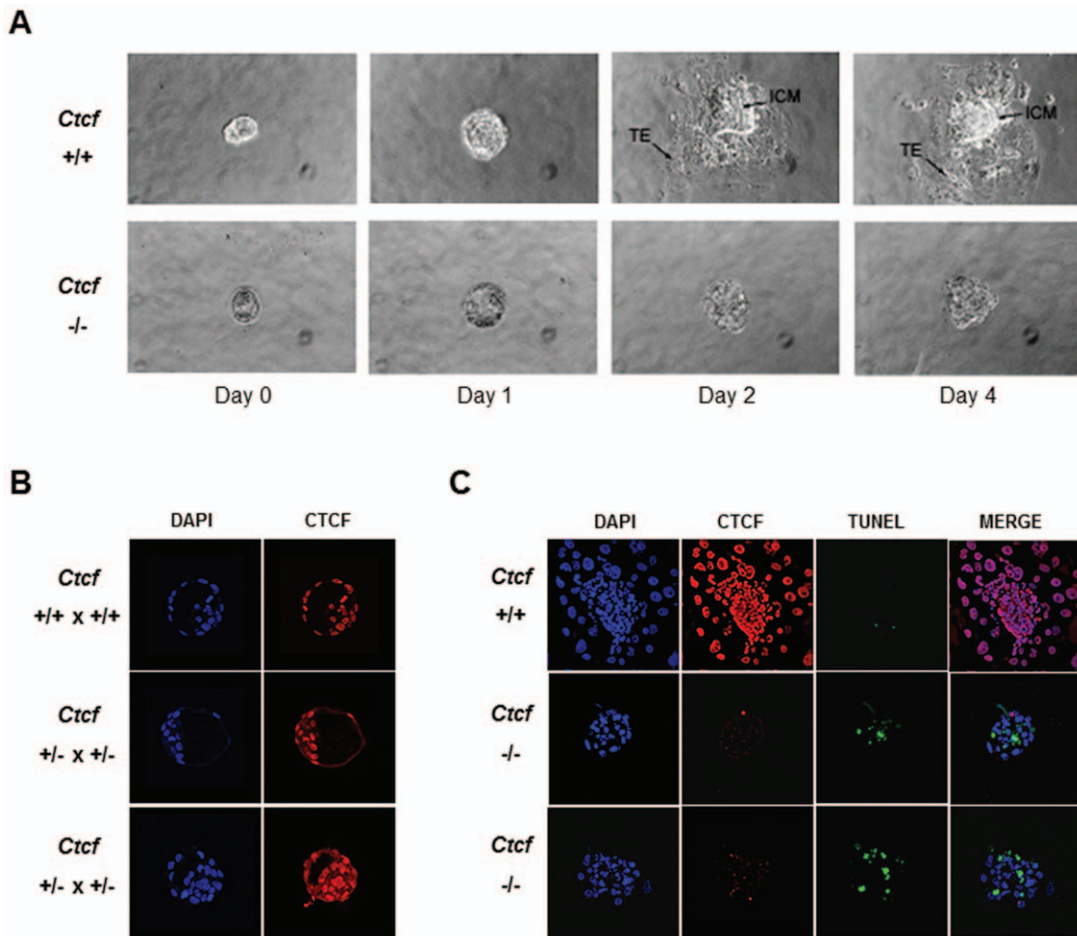 A
Ctcf
+/+
ICM
TE
ICM
TE
Ctcf
-/-
Day 0
Day 1
Day 2
Day 4
B
DAPI
CTCF
Ctcf
+/+ x +/+
Ctcf
+/- x +/-
Ctcf
+/- x +/-
C
DAPI
CTCF
TUNEL
MERGE
Ctcf
+/+
Ctcf
-/-
Ctcf
-/-